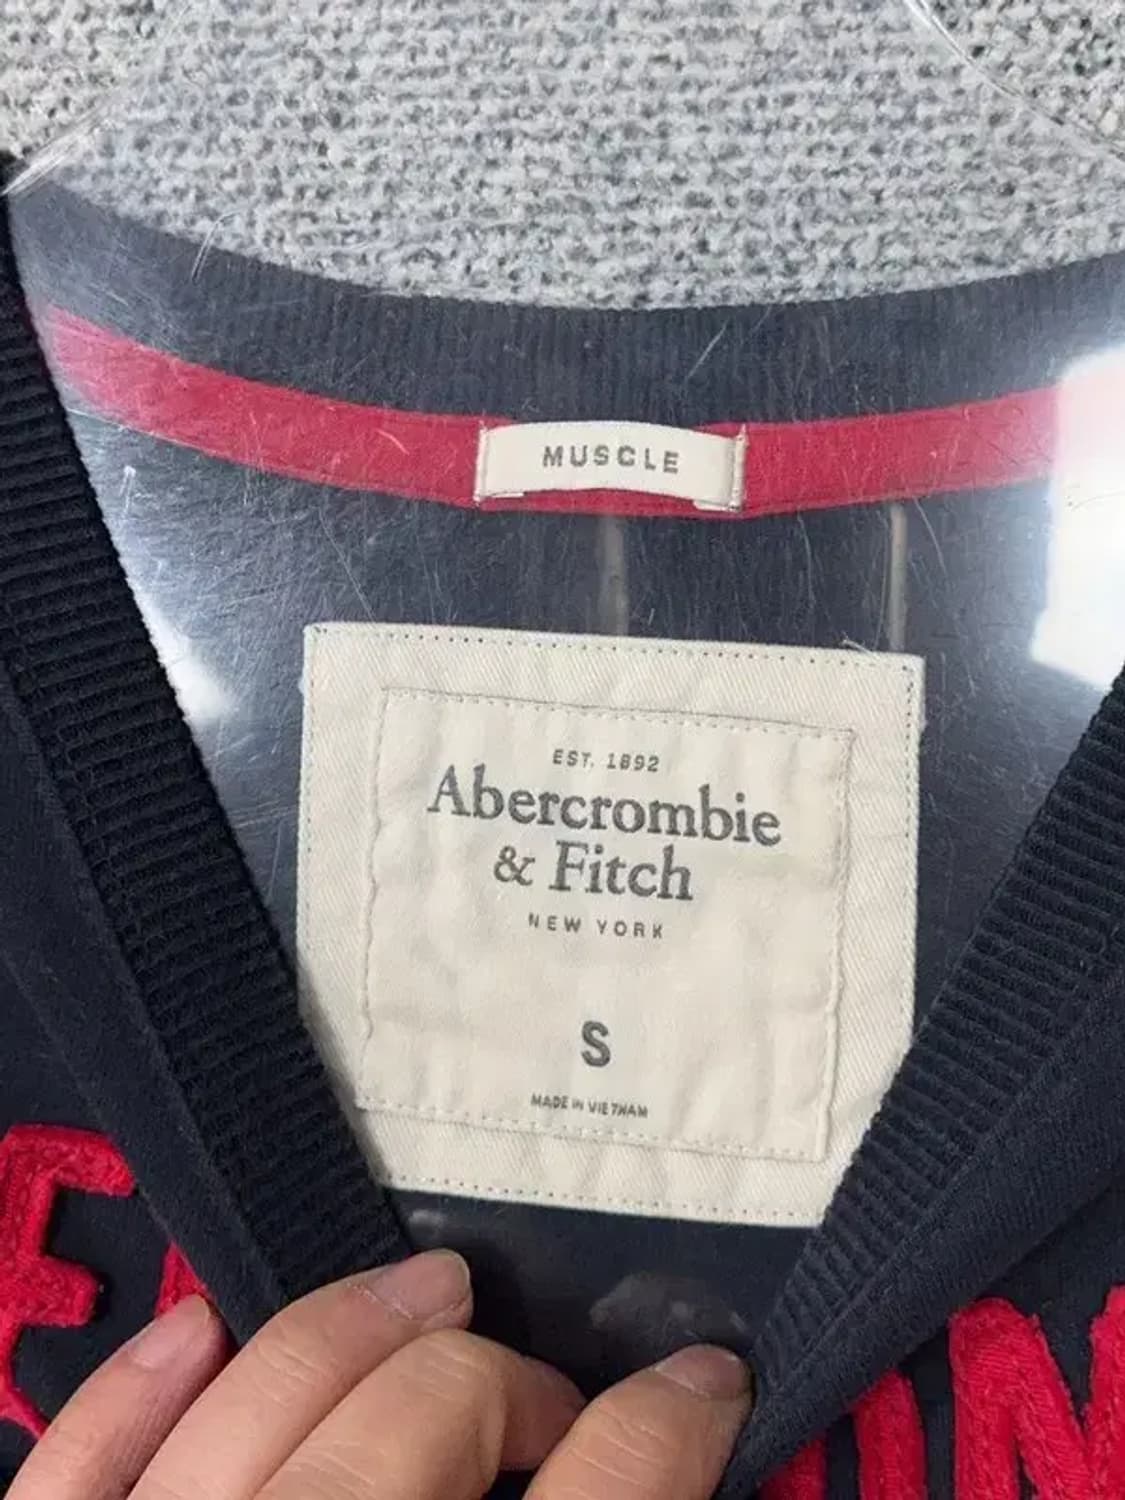 MUSCLE
EST. 1892
Abercrombie
& Fitch
NEW YORK
S
MADE IN VIETNAM